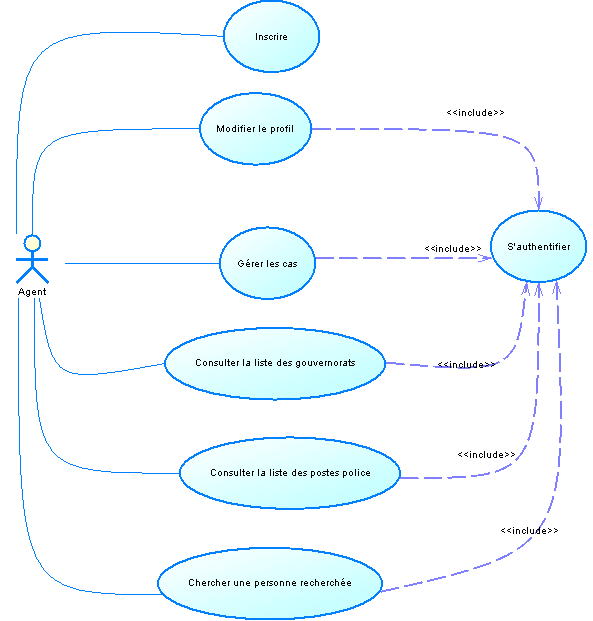 Inscrire
<<include>>
Modifier le profil
<<include>>
S'authentifier
Gérer les cas
Agent
Consulter la liste des gouvernorats
<<include>>
<<include>>
Consulter la liste des postes police
<<include>>
Chercher une personne recherchée